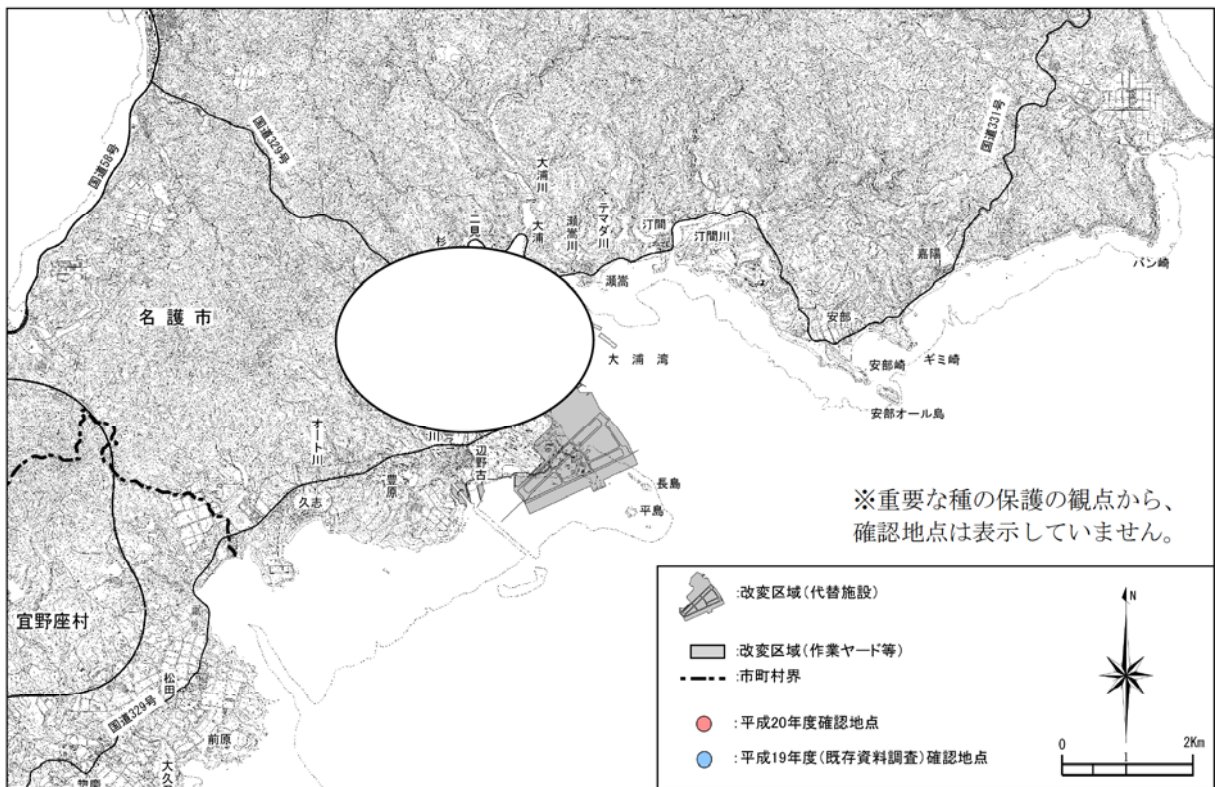 国道58号
国道329号
国道331号
大浦川
大浦
二見
杉
瀬嵩川
テマダ川
汀間
汀間川
瀬嵩
嘉陽
バン崎
安部
安部崎
ギミ崎
安部オール島
大浦湾
名護市
オート川
川
辺野古
豊原
久志
長島
平島
宜野座村
松田
国道329号
前原
大久
惣慶
※重要な種の保護の観点から、
確認地点は表示していません。
:改変区域(代替施設)
:改変区域(作業ヤード等)
:市町村界
:平成20年度確認地点
:平成19年度(既存資料調査)確認地点
N
0 1 2Km